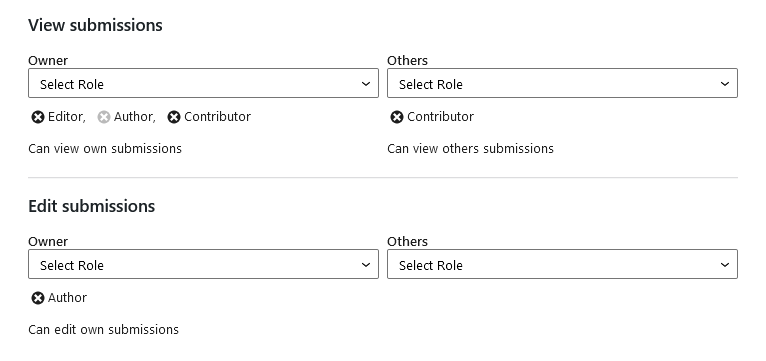 View submissions
Owner
Select Role
Editor, Author, Contributor
Can view own submissions
Others
Select Role
Contributor
Can view others submissions
Edit submissions
Owner
Select Role
Author
Can edit own submissions
Others
Select Role